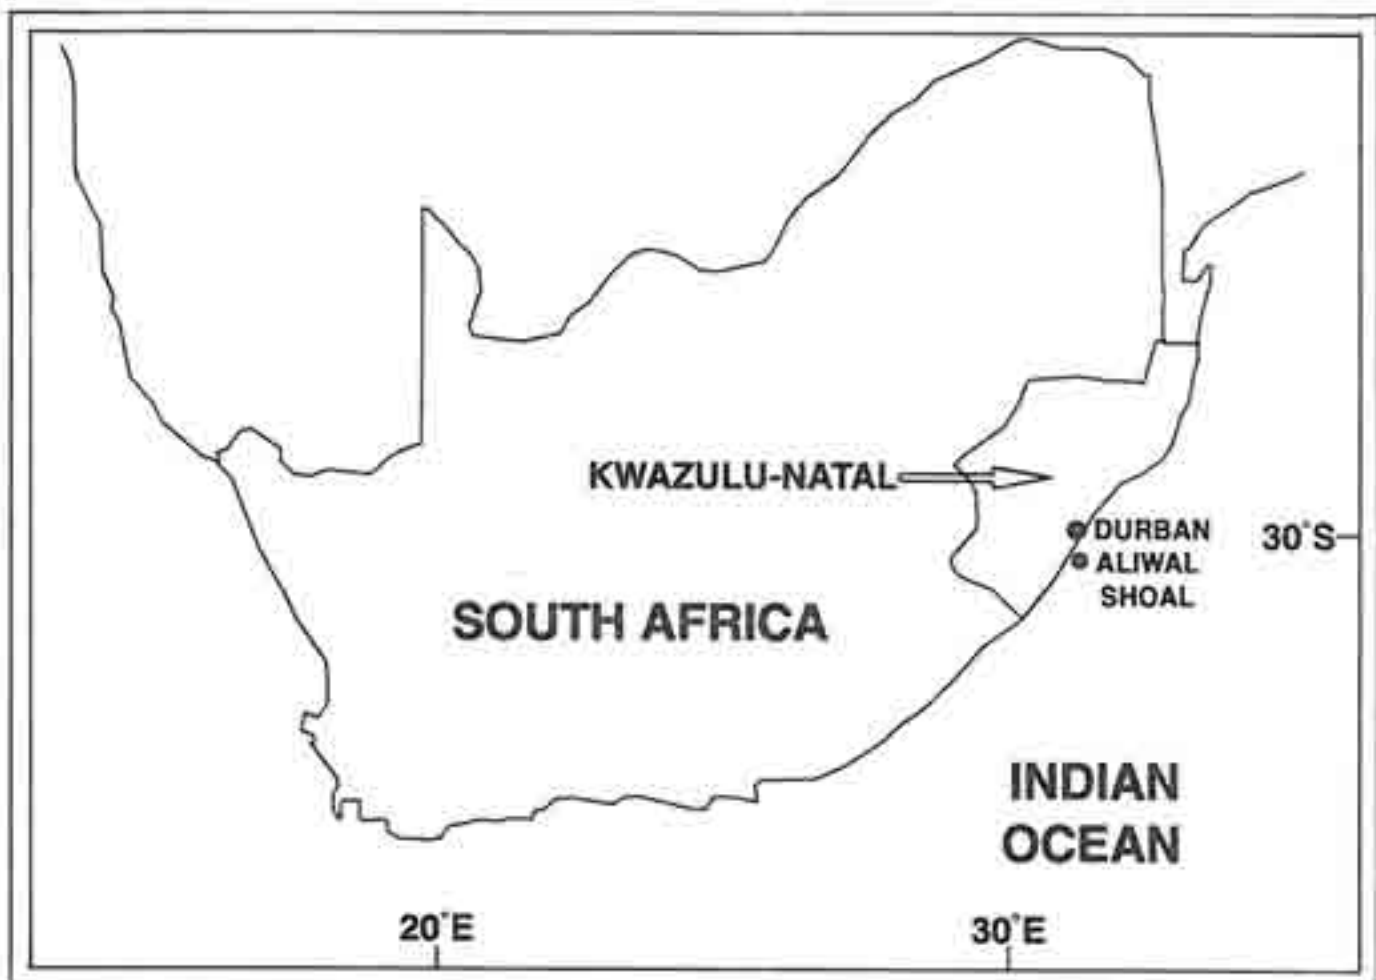 KWAZULU-NATAL
DURBAN
30°S
ALIWAL
SHOAL
SOUTH AFRICA
INDIAN
OCEAN
20°E
30°E